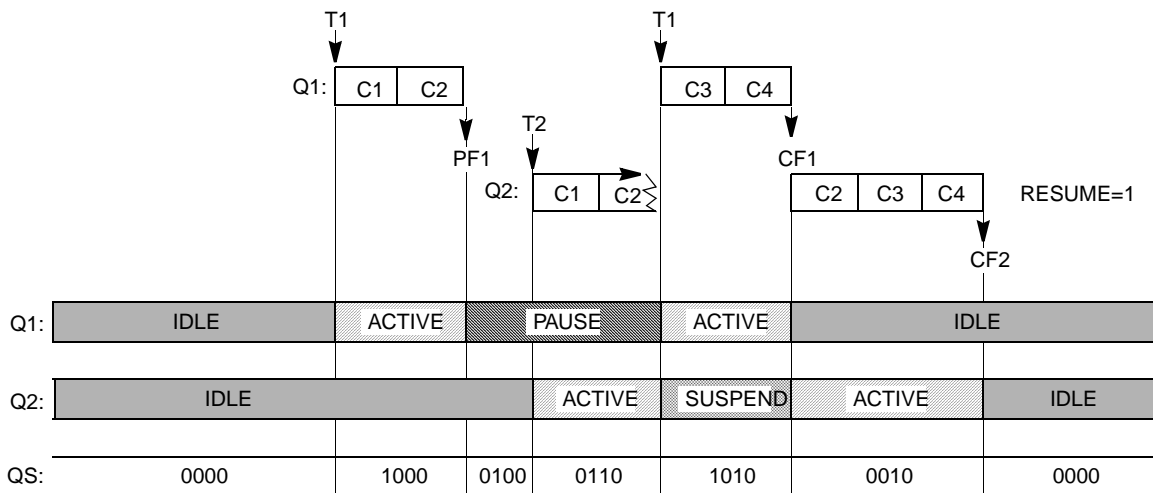 T1 T1
Q1: C1 C2 C3 C4
T2
PF1 CF1
Q2: C1 C2 C2 C3 C4 RESUME=1
CF2
Q1: IDLE ACTIVE PAUSE ACTIVE IDLE
Q2: IDLE ACTIVE SUSPEND ACTIVE IDLE
QS: 0000 1000 0100 0110 1010 0010 0000